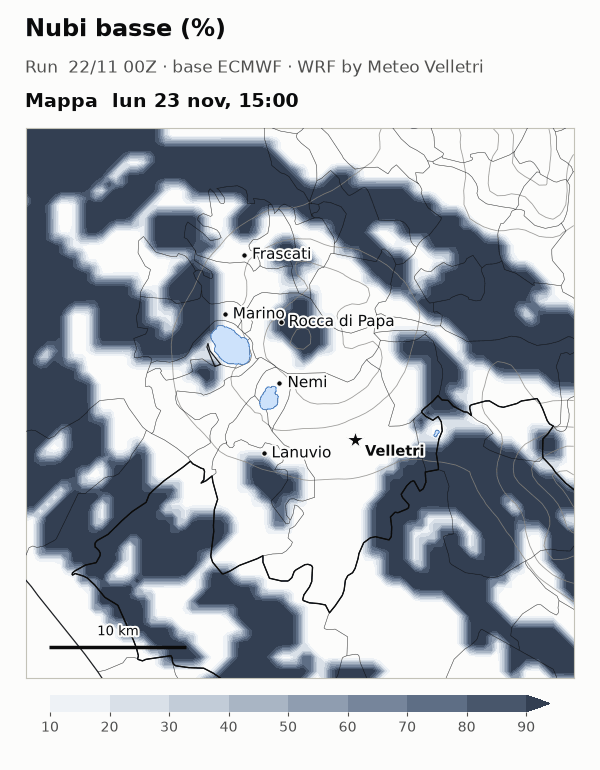 Nubi basse (%)
Run  22/11 00Z · base ECMWF · WRF by Meteo Velletri
Mappa  lun 23 nov, 15:00
Frascati
Marino
Rocca di Papa
Nemi
Velletri
Lanuvio
10 km
10 20 30 40 50 60 70 80 90